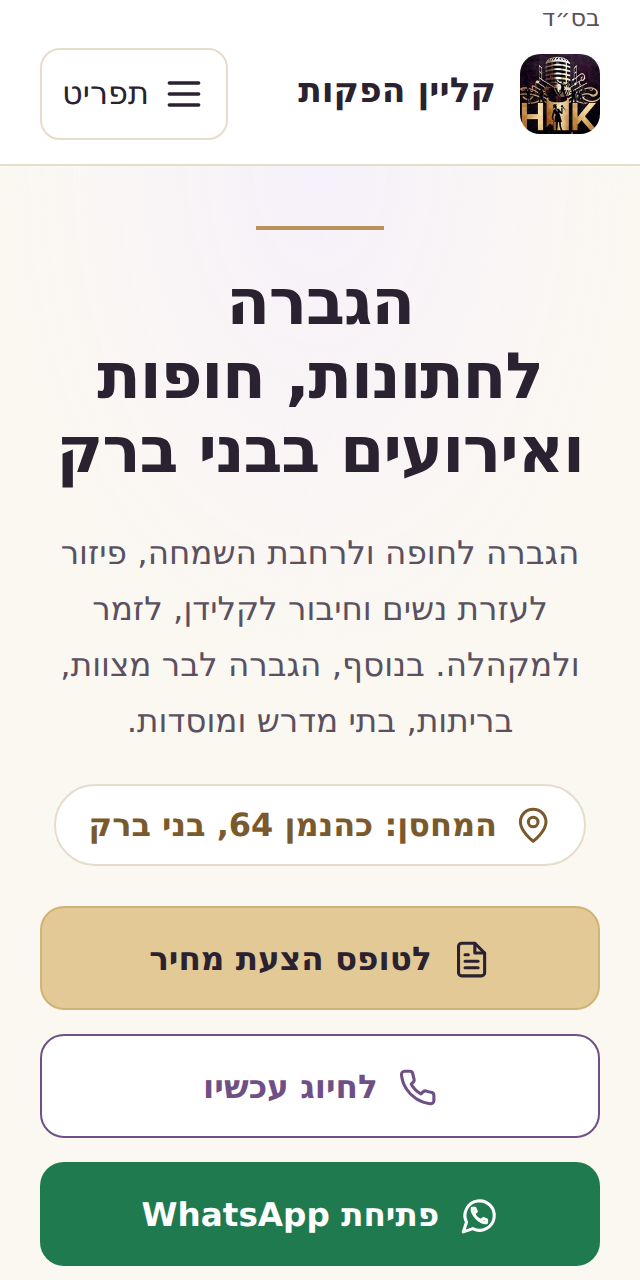 בס״ד
HK
קליין הפקות
תפריט
הגברה
לחתונות, חופות
ואירועים בבני ברק
הגברה לחופה ולרחבת השמחה, פיזור
לעזרת נשים וחיבור לקלידן, לזמר
ולמקהלה. בנוסף, הגברה לבר מצוות,
בריתות, בתי מדרש ומוסדות.
המחסן: כהנמן 64, בני ברק
לטופס הצעת מחיר
לחיוג עכשיו
פתיחת WhatsApp